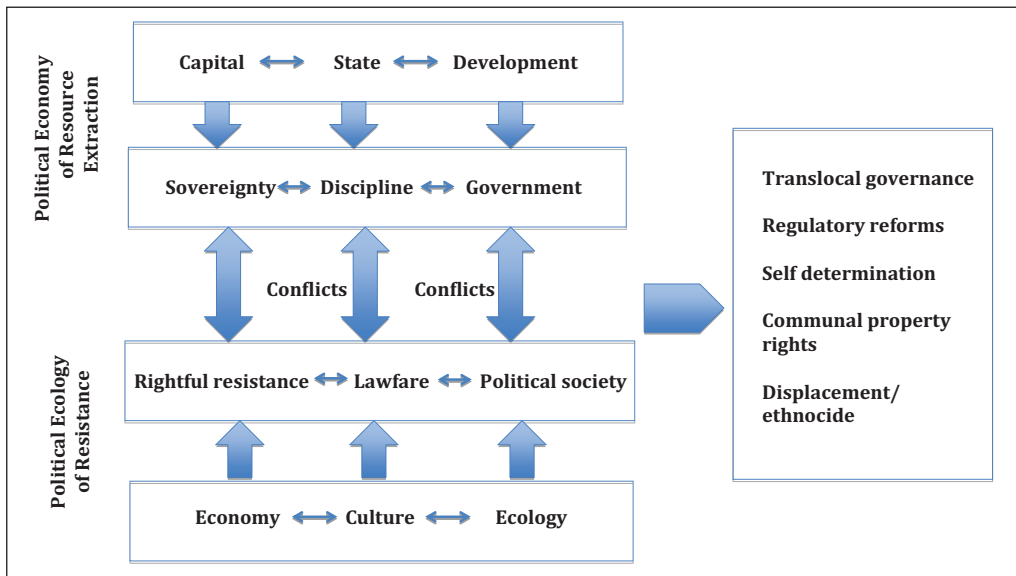 Political Economy
of Resource
Extraction
Capital State Development
Sovereignty Discipline Government
Conflicts Conflicts
Political Ecology
of Resistance
Rightful resistance Lawfare Political society
Economy Culture Ecology
Translocal governance
Regulatory reforms
Self determination
Communal property
rights
Displacement/
ethnocide